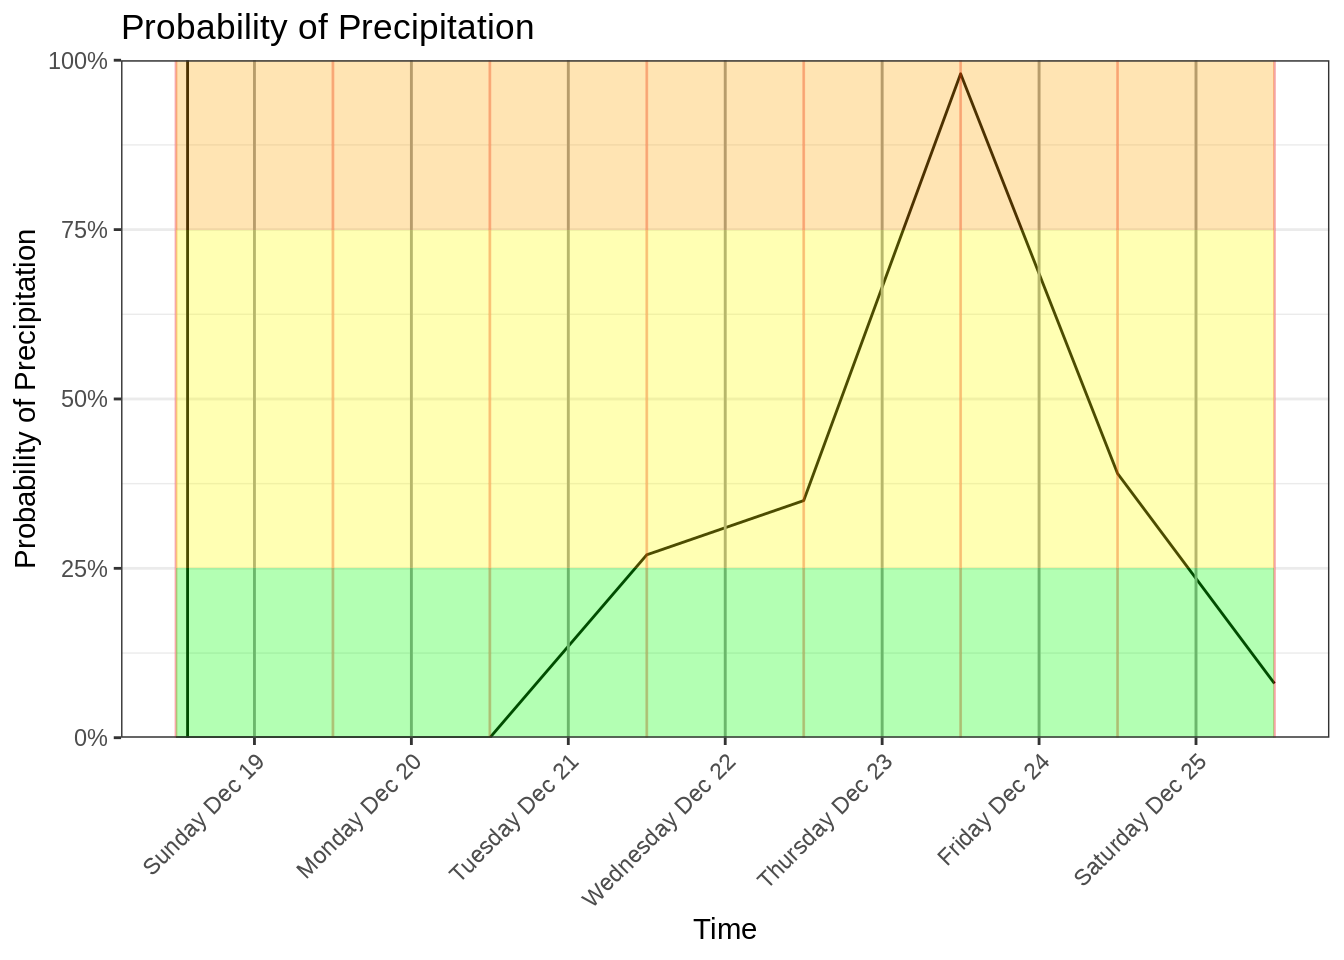 Probability of Precipitation
Probability of Precipitation
100%
75%
50%
25%
0%
Sunday Dec 19
Monday Dec 20
Tuesday Dec 21
Wednesday Dec 22
Thursday Dec 23
Friday Dec 24
Saturday Dec 25
Time